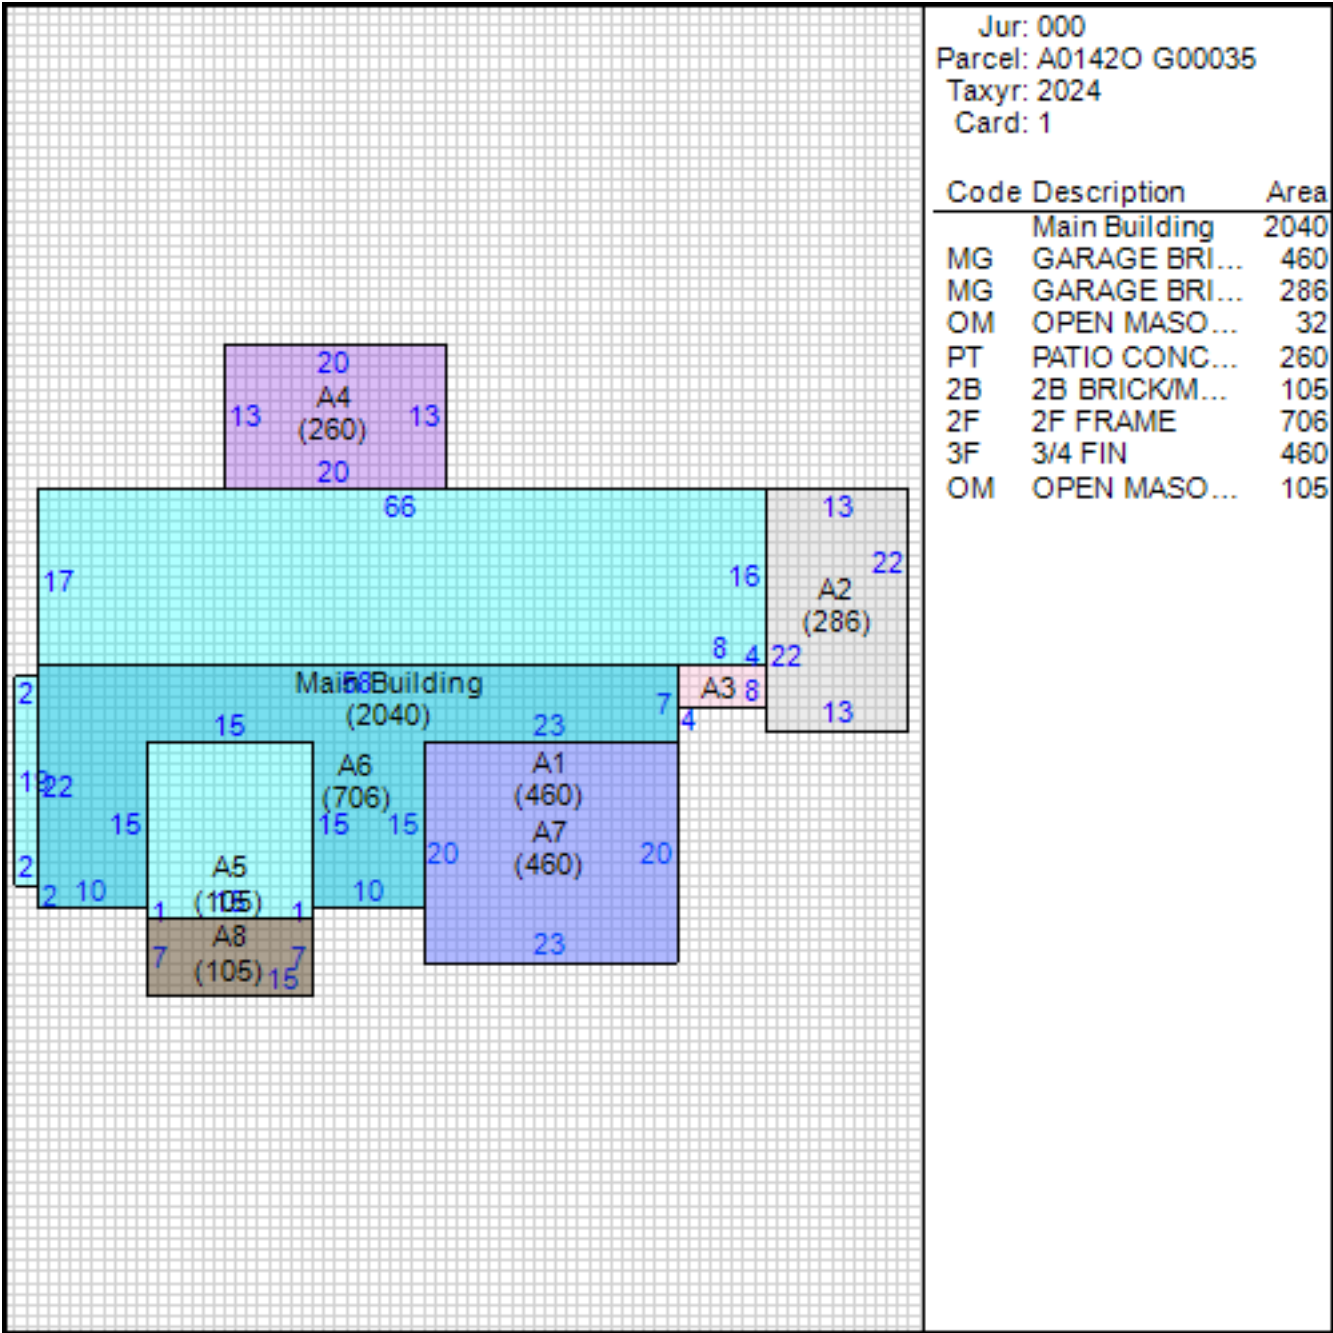 Jur: 000
Parcel: A0142O G00035
Taxyr: 2024
Card: 1
Code Description Area
Main Building 2040
MG GARAGE BRI... 460
MG GARAGE BRI... 286
OM OPEN MASO... 32
PT PATIO CONC... 260
2B 2B BRICK/M... 105
2F 2F FRAME 706
3F 3/4 FIN 460
OM OPEN MASO... 105
20
A4
13 (260) 13
20
66 13
22
17 16
A2
(286)
8 4 22
2 Main Building
58
A3 8
(2040)
7 4 13
15 23
A6 A1
(706) (460)
19 22
15 15 15 A7
20 (460) 20
2 A5
2 10 (105) 10
15
1 1
A8 23
7 (105) 7
15